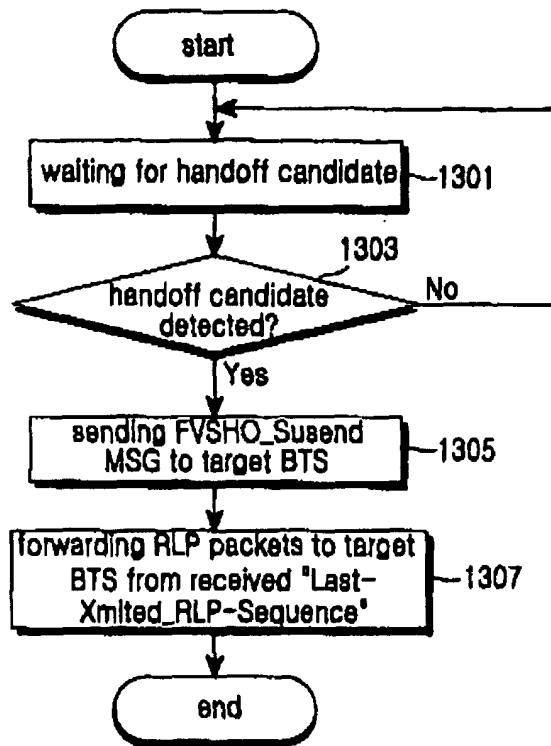 start
waiting for handoff candidate
1301
1303
handoff candidate
detected?
No
Yes
sending FVSHO_Susend
MSG to target BTS
1305
forwarding RLP packets to target
BTS from received "Last-
Xmited_RLP-Sequence"
1307
end